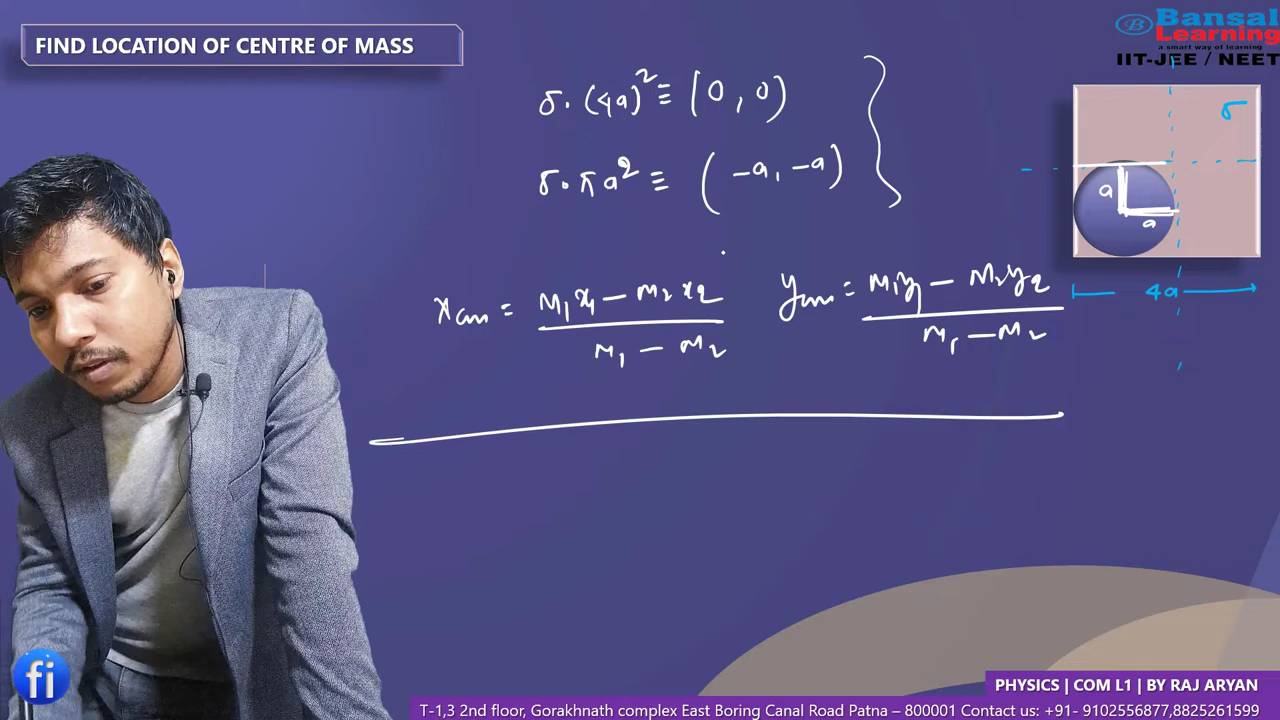 FIND LOCATION OF CENTRE OF MASS
Bansal
Learning
a smart way of learning
IIT-JEE / NEET
σ·(4a)² ≡ (0, 0)
σ·πa² ≡ (-a, -a)
σ
a
a
4a
xcm = M₁x₁ - M₂x₂ / M₁ - M₂
ycm = M₁y₁ - M₂y₂ / M₁ - M₂
fi
PHYSICS | COM L1 | BY RAJ ARYAN
T-1,3 2nd floor, Gorakhnath complex East Boring Canal Road Patna – 800001 Contact us: +91- 9102556877,8825261599